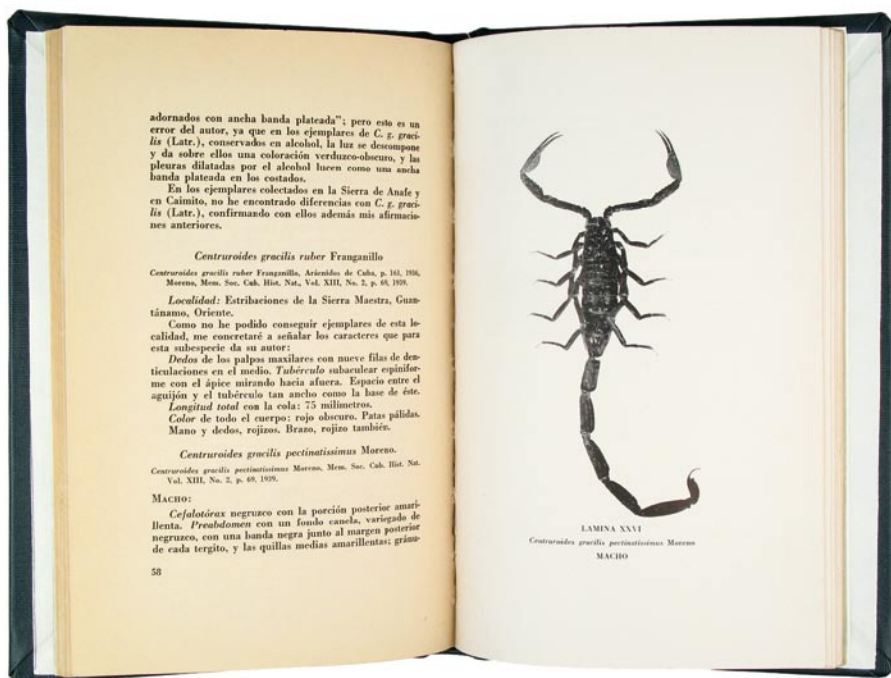 adornados con ancha banda plateada"; pero esto es un
error del autor, ya que en los ejemplares de C. g. graci-
lis (Latr.), conservados en alcohol, la luz se descompone
y da sobre ellos una coloración verduzco-obscuro, y las
pleuras dilatadas por el alcohol lucen como una ancha
banda plateada en los costados.
En los ejemplares colectados en la Sierra de Anafe y
en Caimito, no he encontrado diferencias con C. g. graci-
lis (Latr.), confirmando con ellos además mis afirmacio-
nes anteriores.
Centruroides gracilis ruber Franganillo
Centruroides gracilis ruber Franganillo, Arácnidos de Cuba, p. 161, 1936,
Moreno, Mem. Soc. Cub. Hist. Nat., Vol. XIII, No. 2, p. 69, 1939.
Localidad: Estribaciones de la Sierra Maestra, Guan-
tánamo, Oriente.
Como no he podido conseguir ejemplares de esta lo-
calidad, me concretaré a señalar los caracteres que para
esta subespecie da su autor:
Dedos de los palpos maxilares con nueve filas de den-
ticulaciones en el medio. Tubérculo subaculear espinifor-
me con el ápice mirando hacia afuera. Espacio entre el
aguijón y el tubérculo tan ancho como la base de éste.
Longitud total con la cola: 75 milímetros.
Color de todo el cuerpo: rojo obscuro. Patas pálidas.
Mano y dedos, rojizos. Brazo, rojizo también.
Centruroides gracilis pectinatissimus Moreno.
Centruroides gracilis pectinatissimus Moreno, Mem. Soc. Cub. Hist. Nat.
Vol. XIII, No. 2, p. 69, 1939.
MACHO:
Cefalotórax negruzco con la porción posterior amari-
llenta. Preabdomen con un fondo canela, variegado de
negruzco, con una banda negra junto al margen posterior
de cada tergito, y las quillas medias amarillentas; gránu-
58
LAMINA XXVI
Centruroides gracilis pectinatissimus Moreno
MACHO